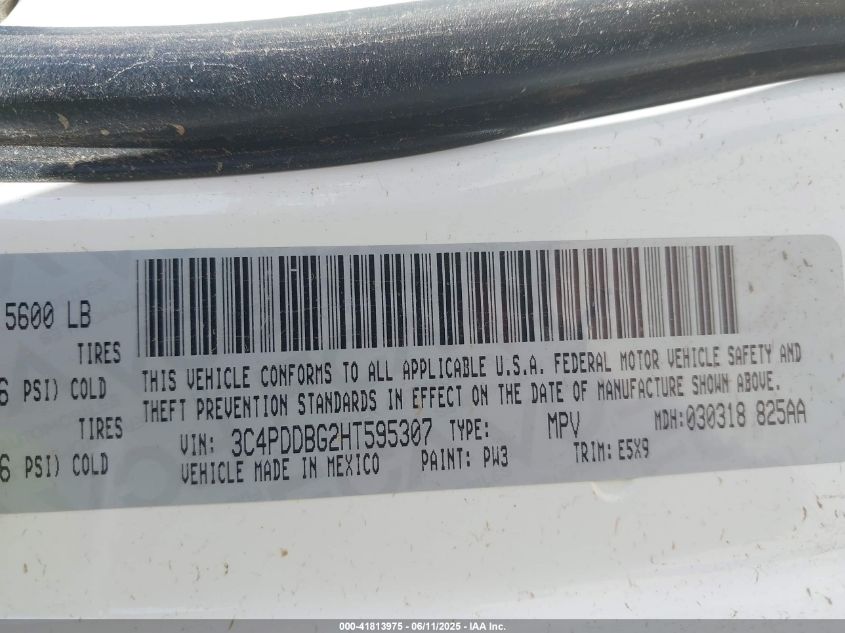 5600 LB
TIRES
6 PSI) COLD
TIRES
6 PSI) COLD
THIS VEHICLE CONFORMS TO ALL APPLICABLE U.S.A. FEDERAL MOTOR VEHICLE SAFETY AND
THEFT PREVENTION STANDARDS IN EFFECT ON THE DATE OF MANUFACTURE SHOWN ABOVE.
VIN: 3C4PDDBG2HT595307 TYPE: MPV MDH:030318 825AA
VEHICLE MADE IN MEXICO PAINT: PW3 TRIM: E5X9
000-41813975 - 06/11/2025 - IAA Inc.